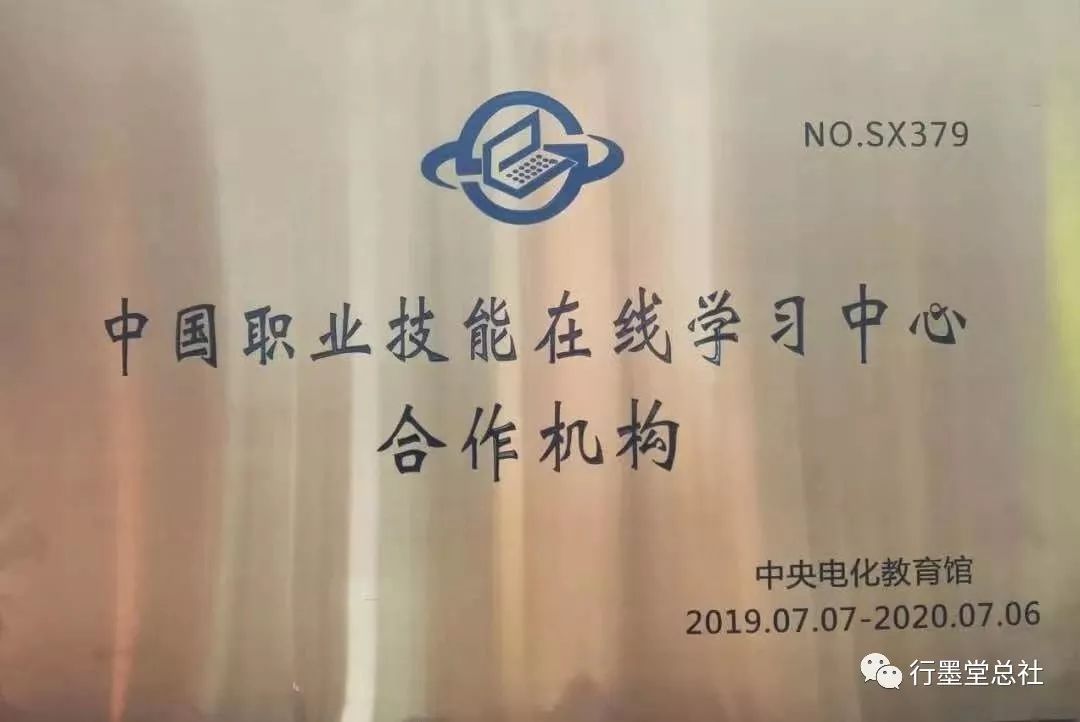 NO.SX379
中国职业技能在线学习中心
合作机构
中央电化教育馆
2019.07.07-2020.07.06
行墨堂总社